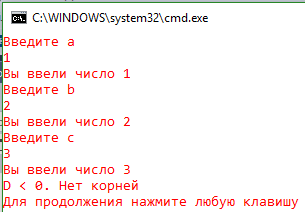 C:\WINDOWS\system32\cmd.exe
Введите a
1
Вы ввели число 1
Введите b
2
Вы ввели число 2
Введите c
3
Вы ввели число 3
D < 0. Нет корней
Для продолжения нажмите любую клавишу